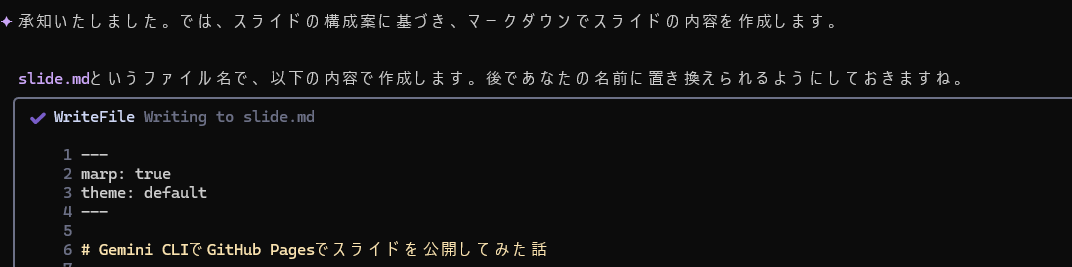 ✦ 承知いたしました。では、スライドの構成案に基づき、マークダウンでスライドの内容を作成します。
slide.mdというファイル名で、以下の内容で作成します。後であなたの名前に置き換えられるようにしておきますね。
✔ WriteFile Writing to slide.md
1 ---
2 marp: true
3 theme: default
4 ---
5
6 # Gemini CLIでGitHub Pagesでスライドを公開してみた話